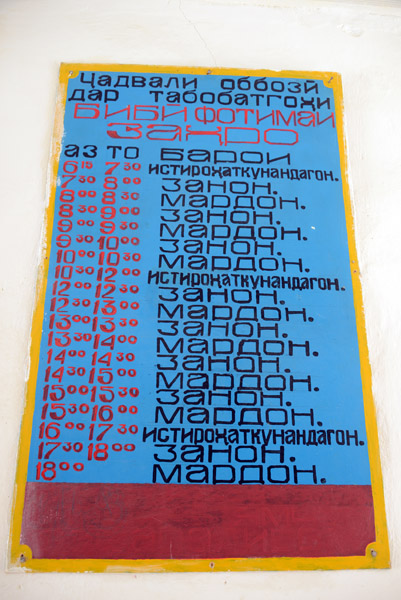 Ҷадвали оббозӣ
дар табобатгоҳи
БИБӢ ФОТИМАИ
ЗАҲРО
аз то барои
6¹⁵ 7³⁰ истироҳаткунандагон.
7³⁰ 8⁰⁰ занон.
8⁰⁰ 8³⁰ мардон.
8³⁰ 9⁰⁰ занон.
9⁰⁰ 9³⁰ мардон.
9³⁰ 10⁰⁰ занон.
10⁰⁰ 10³⁰ мардон.
10³⁰ 12⁰⁰ истироҳаткунандагон.
12⁰⁰ 12³⁰ занон.
12³⁰ 13⁰⁰ мардон.
13⁰⁰ 13³⁰ занон.
13³⁰ 14⁰⁰ мардон.
14⁰⁰ 14³⁰ занон.
14³⁰ 15⁰⁰ мардон.
15⁰⁰ 15³⁰ занон.
15³⁰ 16⁰⁰ мардон.
16⁰⁰ 17³⁰ истироҳаткунандагон.
17³⁰ 18⁰⁰ занон.
18⁰⁰ мардон.